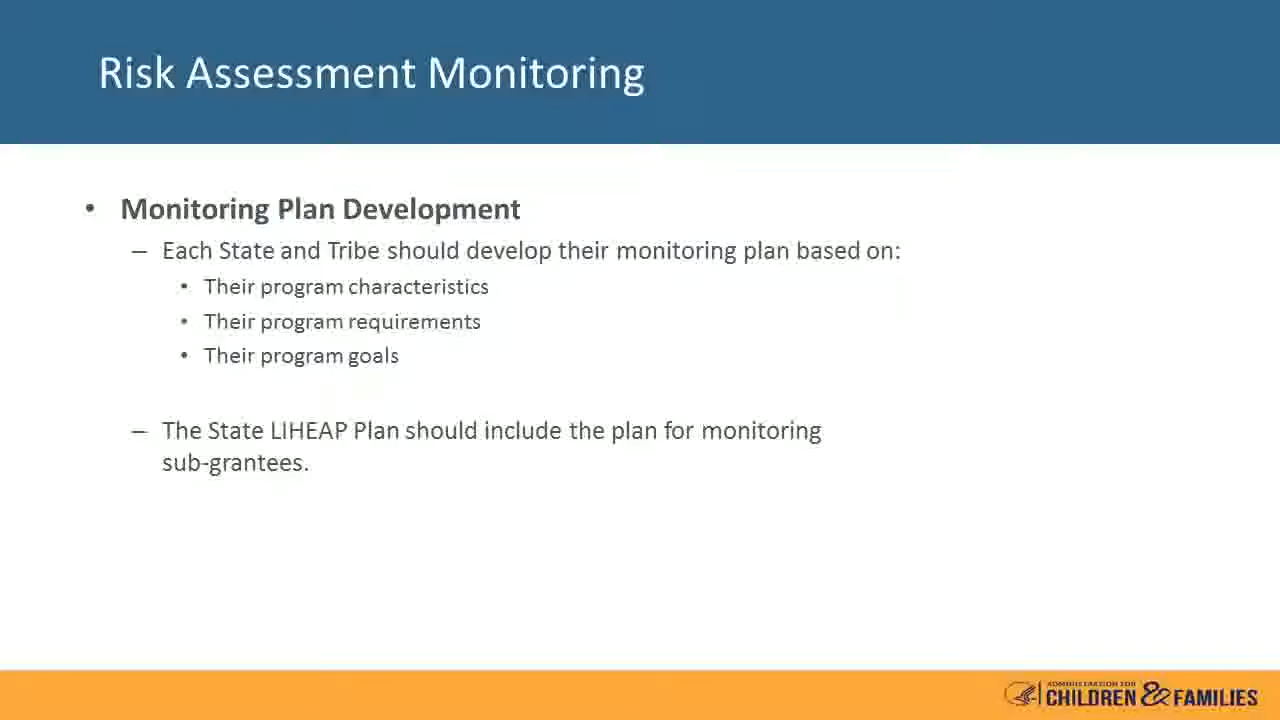 Risk Assessment Monitoring
• Monitoring Plan Development
– Each State and Tribe should develop their monitoring plan based on:
• Their program characteristics
• Their program requirements
• Their program goals
– The State LIHEAP Plan should include the plan for monitoring
sub-grantees.
ADMINISTRATION FOR
CHILDREN & FAMILIES